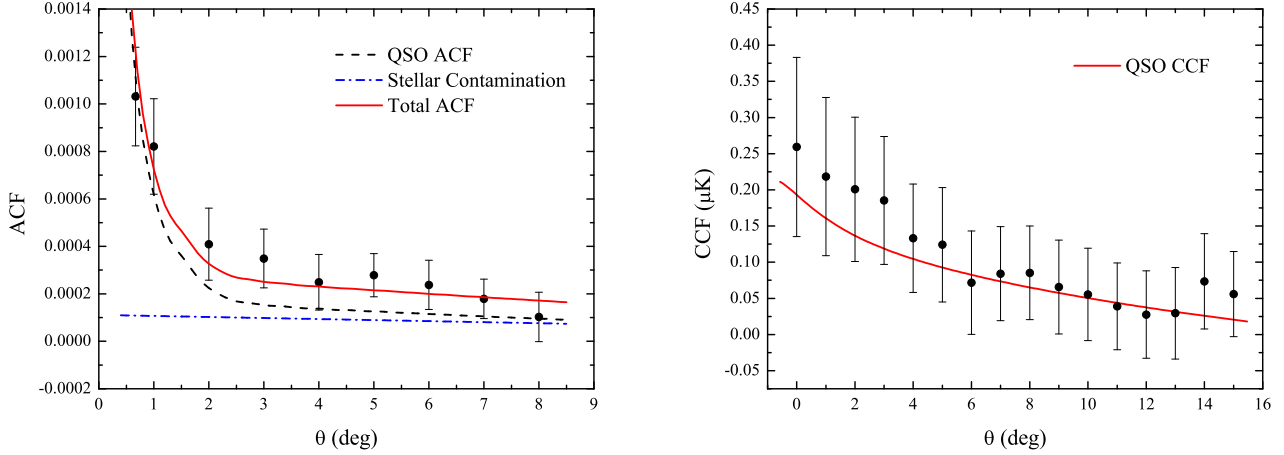 0.0014
0.0012
0.0010
0.0008
0.0006
0.0004
0.0002
0.0000
-0.0002
ACF
QSO ACF
Stellar Contamination
Total ACF
0 1 2 3 4 5 6 7 8 9
θ (deg)
0.45
0.40
0.35
0.30
0.25
0.20
0.15
0.10
0.05
0.00
-0.05
CCF (μK)
QSO CCF
0 2 4 6 8 10 12 14 16
θ (deg)